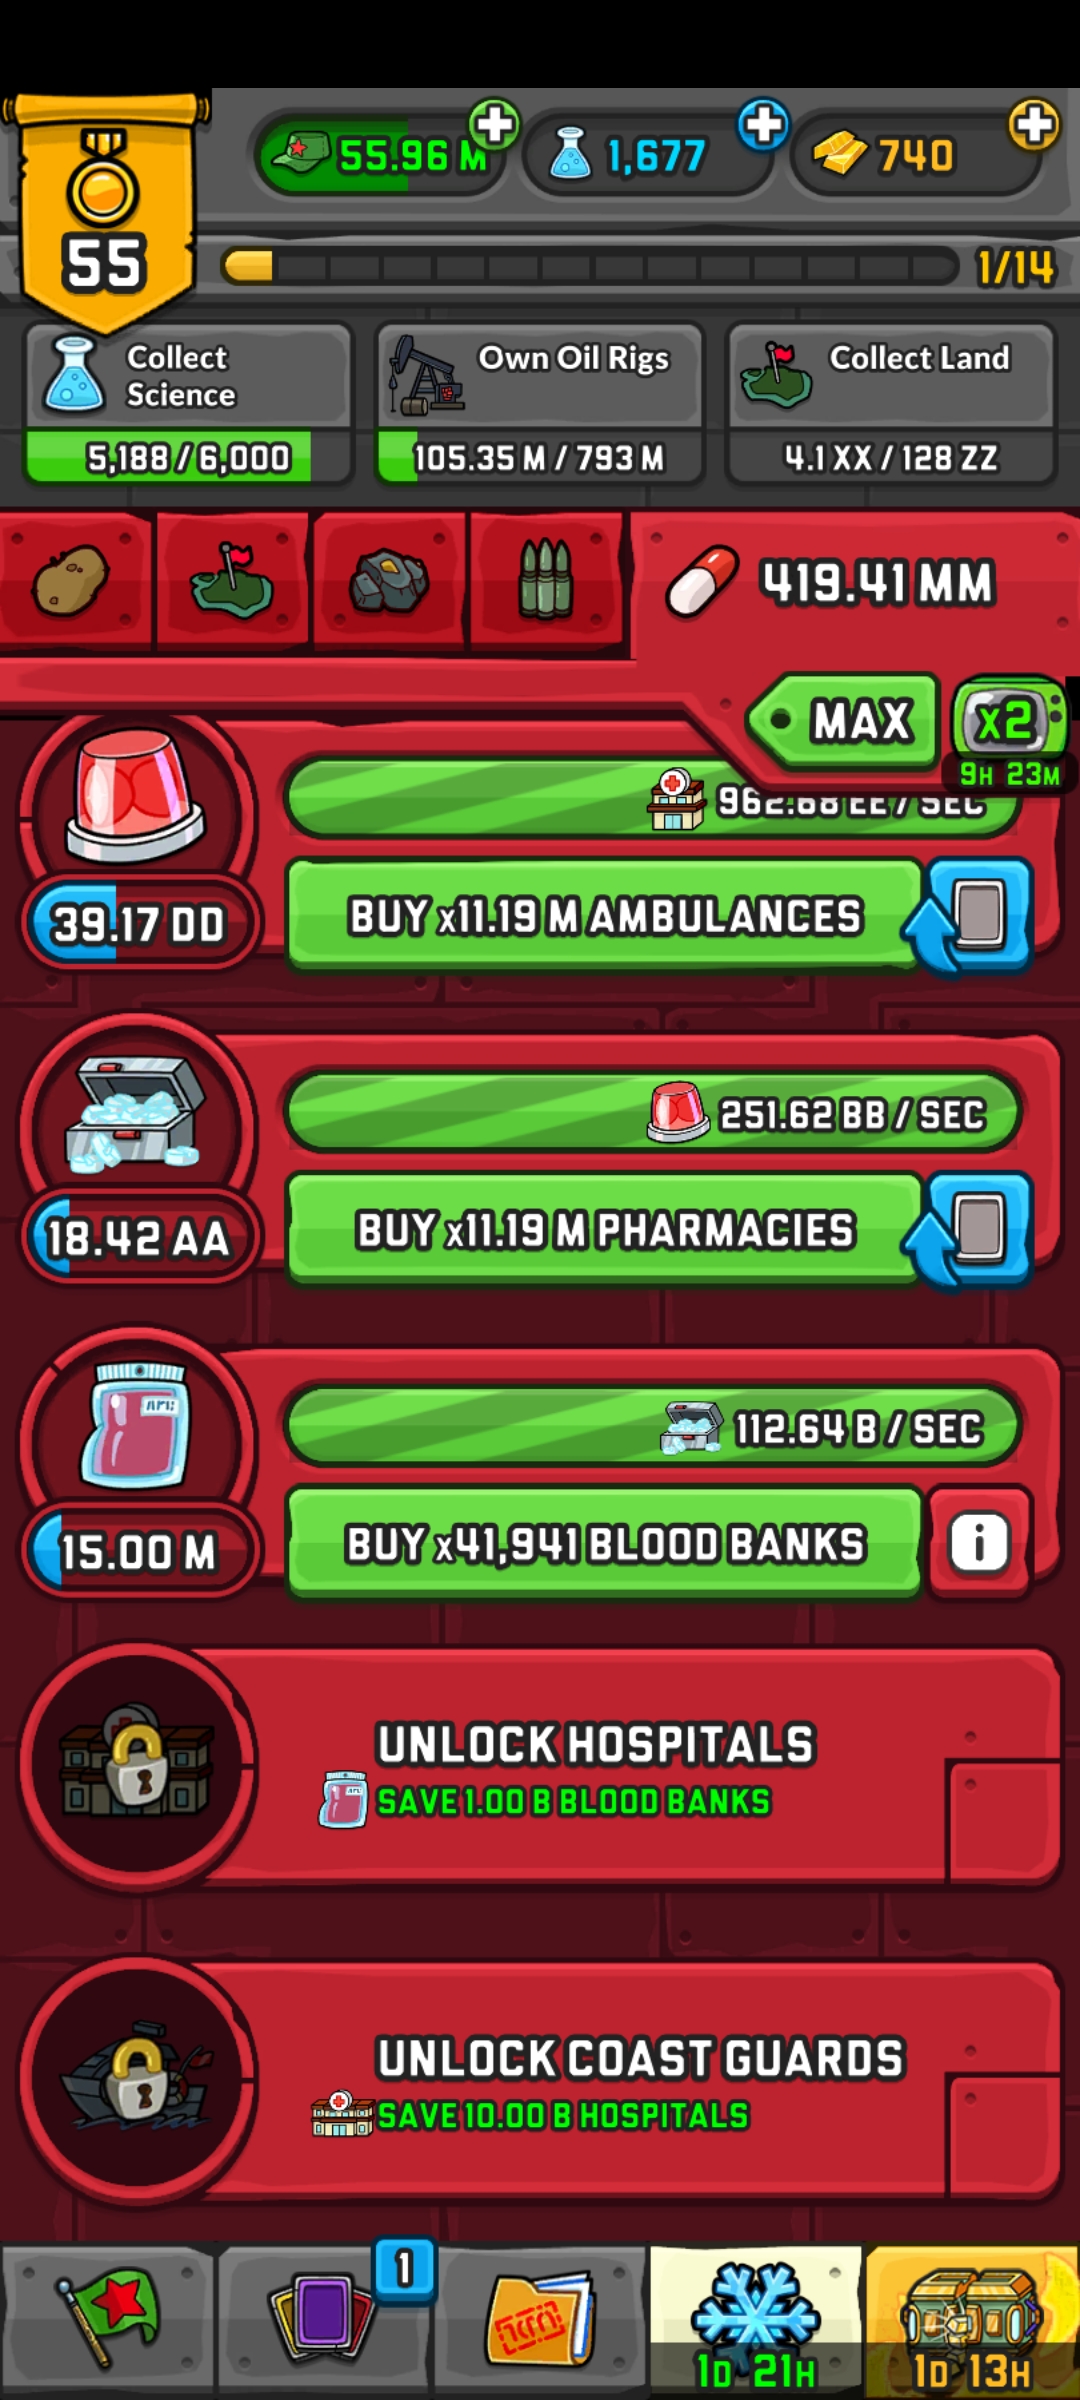 55.96 M
1,677
740
55
1/14
Collect
Science
5,188 / 6,000
Own Oil Rigs
105.35 M / 793 M
Collect Land
4.1 XX / 128 ZZ
419.41 MM
MAX
x2
9H 23M
962.68 EE / SEC
39.17 DD
BUY x11.19 M AMBULANCES
251.62 BB / SEC
18.42 AA
BUY x11.19 M PHARMACIES
112.64 B / SEC
15.00 M
BUY x41,941 BLOOD BANKS
i
UNLOCK HOSPITALS
SAVE 1.00 B BLOOD BANKS
UNLOCK COAST GUARDS
SAVE 10.00 B HOSPITALS
1
1D 21H
1D 13H